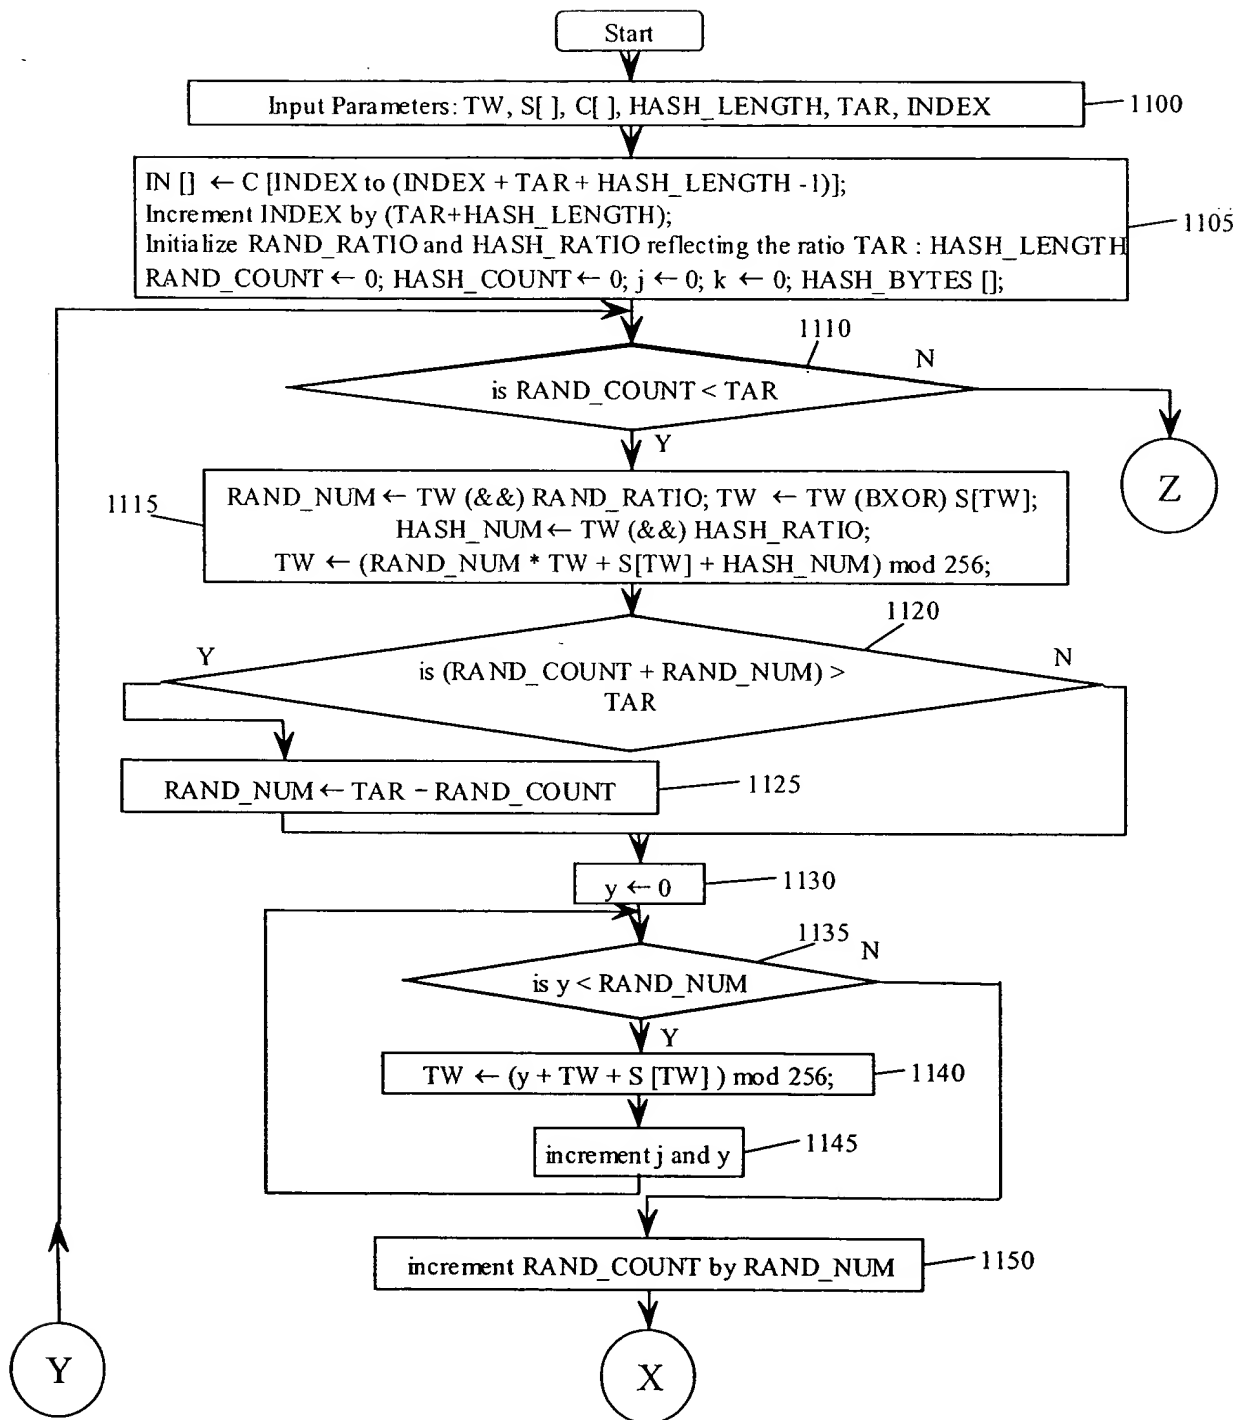 Start
Input Parameters: TW, S[ ], C[ ], HASH_LENGTH, TAR, INDEX
1100
IN [] ← C [INDEX to (INDEX + TAR + HASH_LENGTH -1)];
Increment INDEX by (TAR+HASH_LENGTH);
1105
Initialize RAND_RATIO and HASH_RATIO reflecting the ratio TAR : HASH_LENGTH
RAND_COUNT ← 0; HASH_COUNT ← 0; j ← 0; k ← 0; HASH_BYTES [];
1110
N
is RAND_COUNT < TAR
Y
Z
1115
RAND_NUM ← TW (&&) RAND_RATIO; TW ← TW (BXOR) S[TW];
HASH_NUM ← TW (&&) HASH_RATIO;
TW ← (RAND_NUM * TW + S[TW] + HASH_NUM) mod 256;
1120
Y
N
is (RAND_COUNT + RAND_NUM) >
TAR
RAND_NUM ← TAR - RAND_COUNT
1125
y ← 0
1130
1135
N
is y < RAND_NUM
Y
TW ← (y + TW + S [TW] ) mod 256;
1140
increment j and y
1145
increment RAND_COUNT by RAND_NUM
1150
Y
X